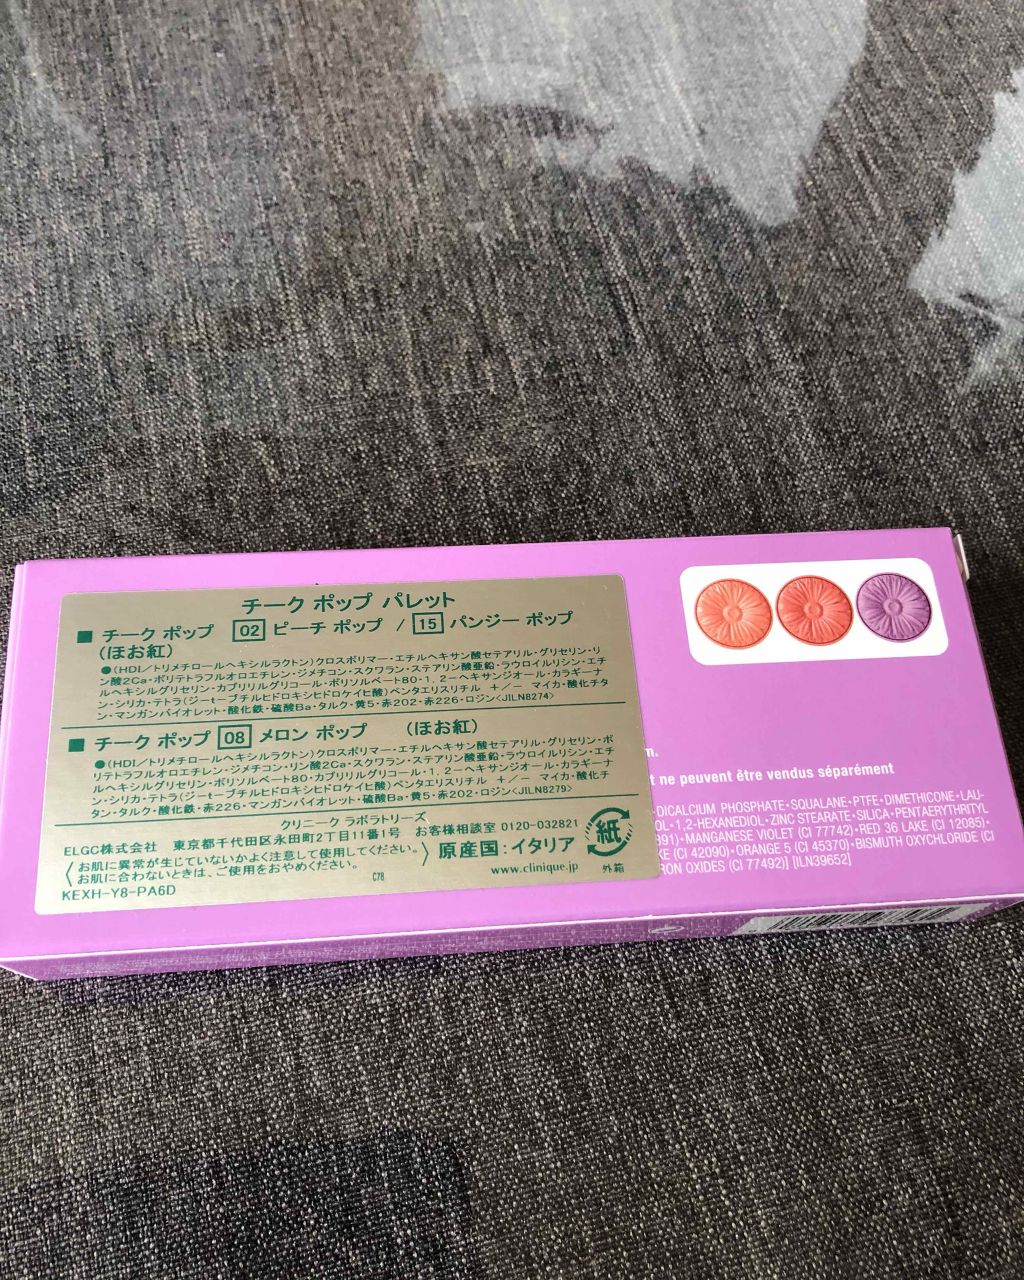 チーク ポップ パレット
■ チーク ポップ 02 ピーチ ポップ / 15 パンジー ポップ
(ほお紅)
●(HDI/トリメチロールヘキシルラクトン)クロスポリマー・エチルヘキサン酸セテアリル・グリセリン・リ
ン酸2Ca・ポリテトラフルオロエチレン・ジメチコン・スクワラン・ステアリン酸亜鉛・ラウロイルリシン・エチ
ルヘキシルグリセリン・カプリリルグリコール・ポリソルベート80・1,2-ヘキサンジオール・カラギーナ
ン・シリカ・テトラ(ジ-t-ブチルヒドロキシヒドロケイヒ酸)ペンタエリスリチル +/- マイカ・酸化チタ
ン・マンガンバイオレット・酸化鉄・硫酸Ba・タルク・黄5・赤202・赤226・ロジン<JILN8274>
■ チーク ポップ 08 メロン ポップ (ほお紅)
●(HDI/トリメチロールヘキシルラクトン)クロスポリマー・エチルヘキサン酸セテアリル・グリセリン・ポ
リテトラフルオロエチレン・ジメチコン・リン酸2Ca・スクワラン・ステアリン酸亜鉛・ラウロイルリシン・エチ
ルヘキシルグリセリン・ポリソルベート80・カプリリルグリコール・1,2-ヘキサンジオール・カラギーナ
ン・シリカ・テトラ(ジ-t-ブチルヒドロキシヒドロケイヒ酸)ペンタエリスリチル +/- マイカ・酸化チ
タン・タルク・酸化鉄・赤226・マンガンバイオレット・硫酸Ba・黄5・赤202・ロジン<JILN8279>
クリニーク ラボラトリーズ
ELGC株式会社 東京都千代田区永田町2丁目11番1号 お客様相談室 0120-032821
お肌に異常が生じていないかよく注意して使用してください。
お肌に合わないときは、ご使用をおやめください。
原産国:イタリア
紙
外箱
KEXH-Y8-PA6D
C78
www.clinique.jp
m.
t ne peuvent être vendus séparément
DICALCIUM PHOSPHATE•SQUALANE•PTFE•DIMETHICONE•LAU-
OL•1,2-HEXANEDIOL•ZINC STEARATE•SILICA•PENTAERYTHRITYL
391)•MANGANESE VIOLET (CI 77742)•RED 36 LAKE (CI 12085)•
KE (CI 42090)•ORANGE 5 (CI 45370)•BISMUTH OXYCHLORIDE (CI
RON OXIDES (CI 77492)] [ILN39652]